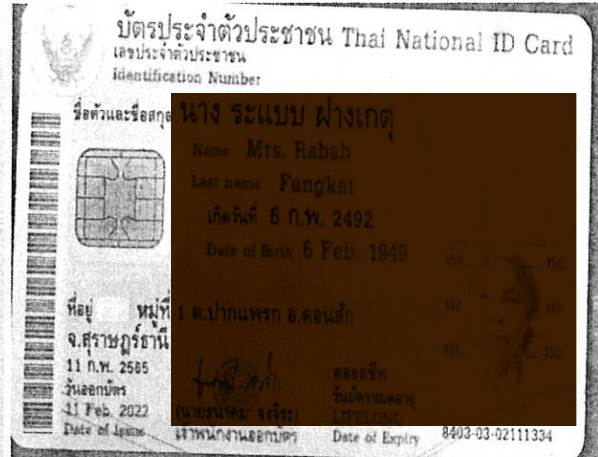 บัตรประจำตัวประชาชน Thai National ID Card
เลขประจำตัวประชาชน
Identification Number
ชื่อตัวและชื่อสกุล นาง ระแบบ ฝางเกตุ
Name Mrs. Rabab
Last name Fangket
เกิดวันที่ 6 ก.พ. 2492
Date of Birth 6 Feb. 1949
ที่อยู่ หมู่ที่ 1 ต.ปากแพรก อ.ดอนสัก
จ.สุราษฎร์ธานี
11 ก.พ. 2565
วันออกบัตร
11 Feb. 2022
Date of Issue
เจ้าพนักงานออกบัตร
ตลอดชีพ
วันบัตรหมดอายุ
LIFELONG
Date of Expiry
8403-03-02111334